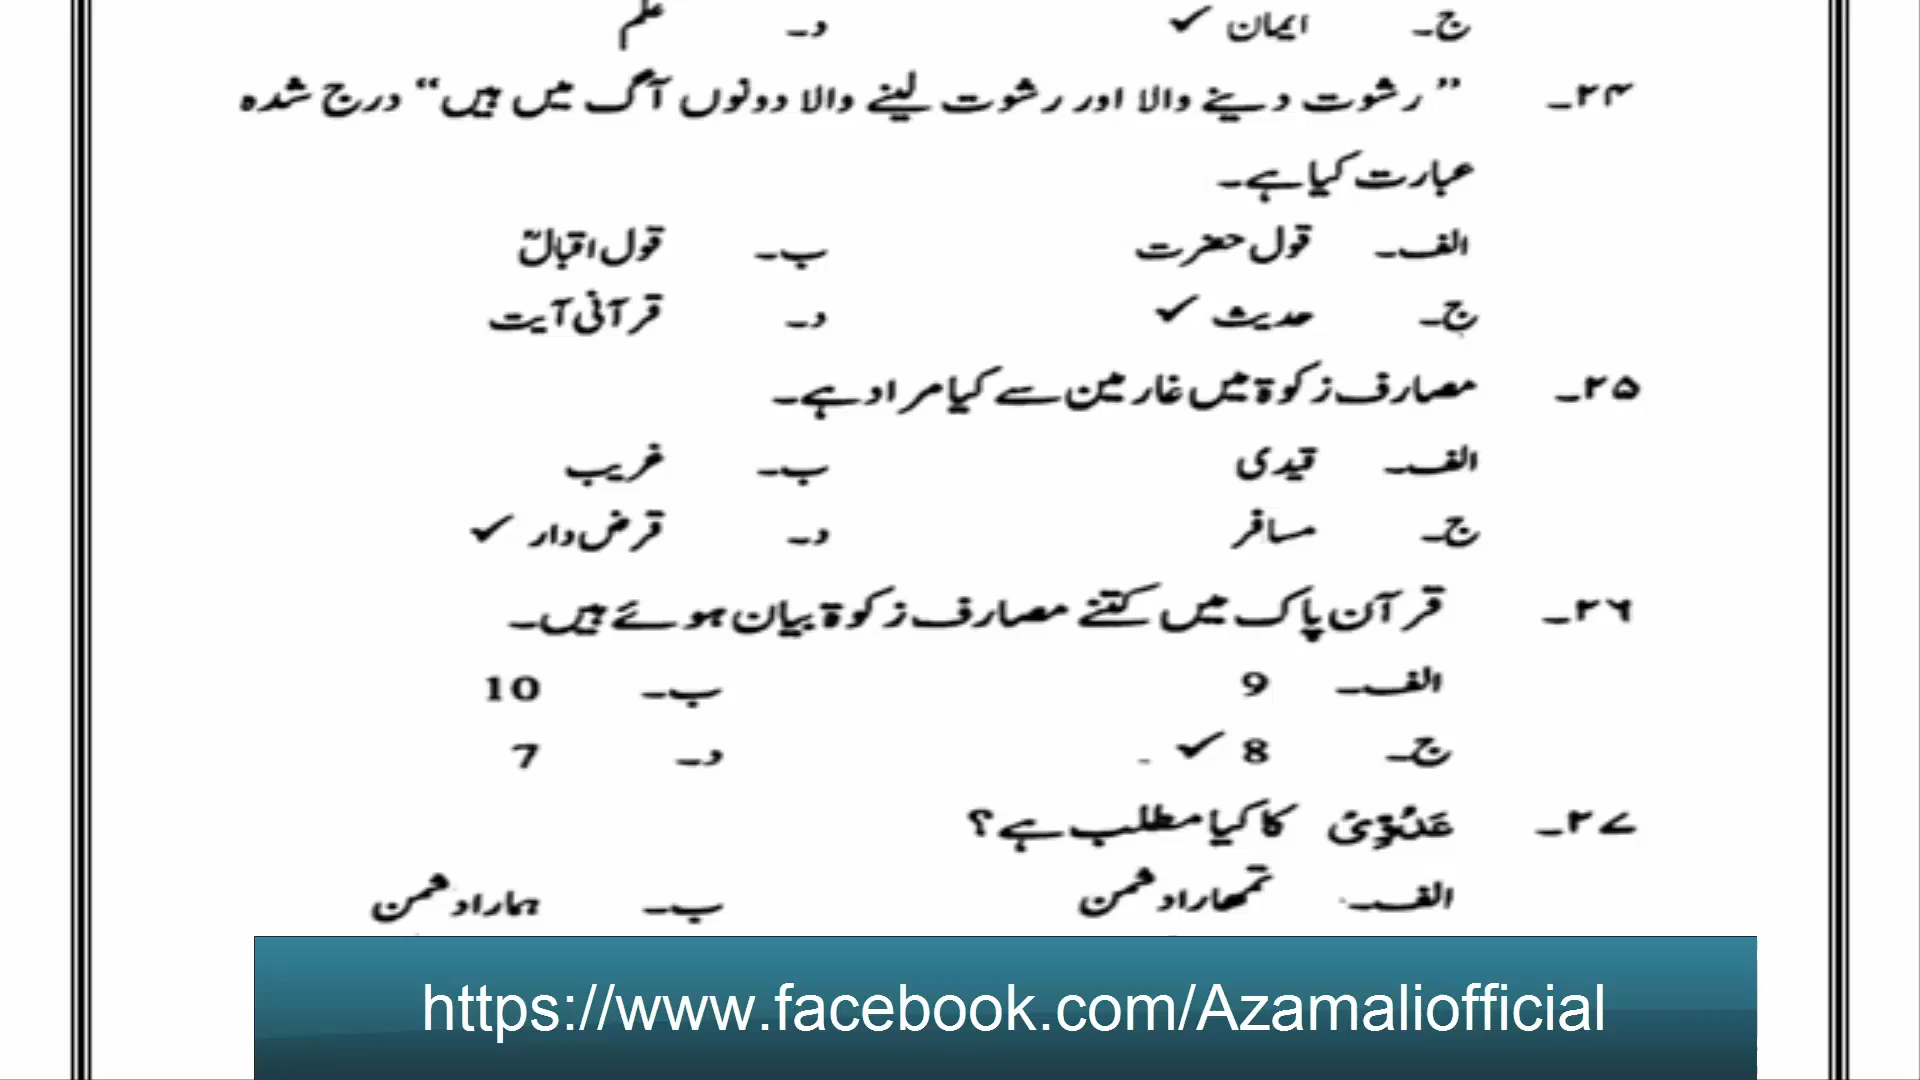 ج۔ ایمان ✓ د۔ علم
۲۴۔ ”رشوت دینے والا اور رشوت لینے والا دونوں آگ میں ہیں“ درج شدہ
عبارت کیا ہے۔
الف۔ قول حضرت ب۔ قول اقبالؒ
ج۔ حدیث ✓ د۔ قرآنی آیت
۲۵۔ مصارف زکوۃ میں غارمین سے کیا مراد ہے۔
الف۔ قیدی ب۔ غریب
ج۔ مسافر د۔ قرض دار ✓
۲۶۔ قرآن پاک میں کتنے مصارف زکوۃ بیان ہوئے ہیں۔
الف۔ 9 ب۔ 10
ج۔ 8 ✓ د۔ 7
۲۷۔ عَدُوِّیْ کا کیا مطلب ہے؟
الف۔ تمھارا دشمن ب۔ ہمارا دشمن
https://www.facebook.com/Azamaliofficial